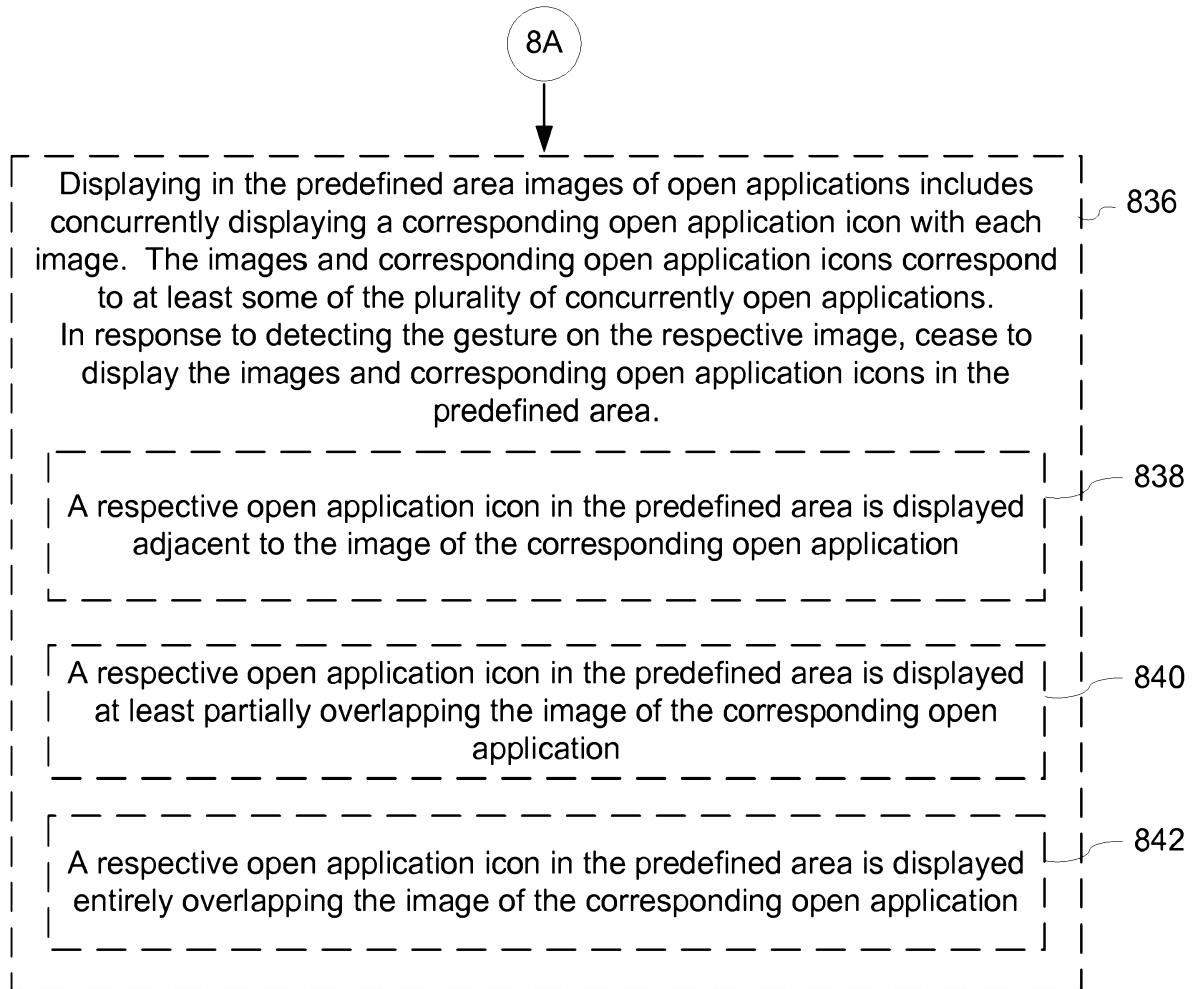 8A
Displaying in the predefined area images of open applications includes
concurrently displaying a corresponding open application icon with each
image.  The images and corresponding open application icons correspond
to at least some of the plurality of concurrently open applications.
In response to detecting the gesture on the respective image, cease to
display the images and corresponding open application icons in the
predefined area.
836
A respective open application icon in the predefined area is displayed
adjacent to the image of the corresponding open application
838
A respective open application icon in the predefined area is displayed
at least partially overlapping the image of the corresponding open
application
840
A respective open application icon in the predefined area is displayed
entirely overlapping the image of the corresponding open application
842